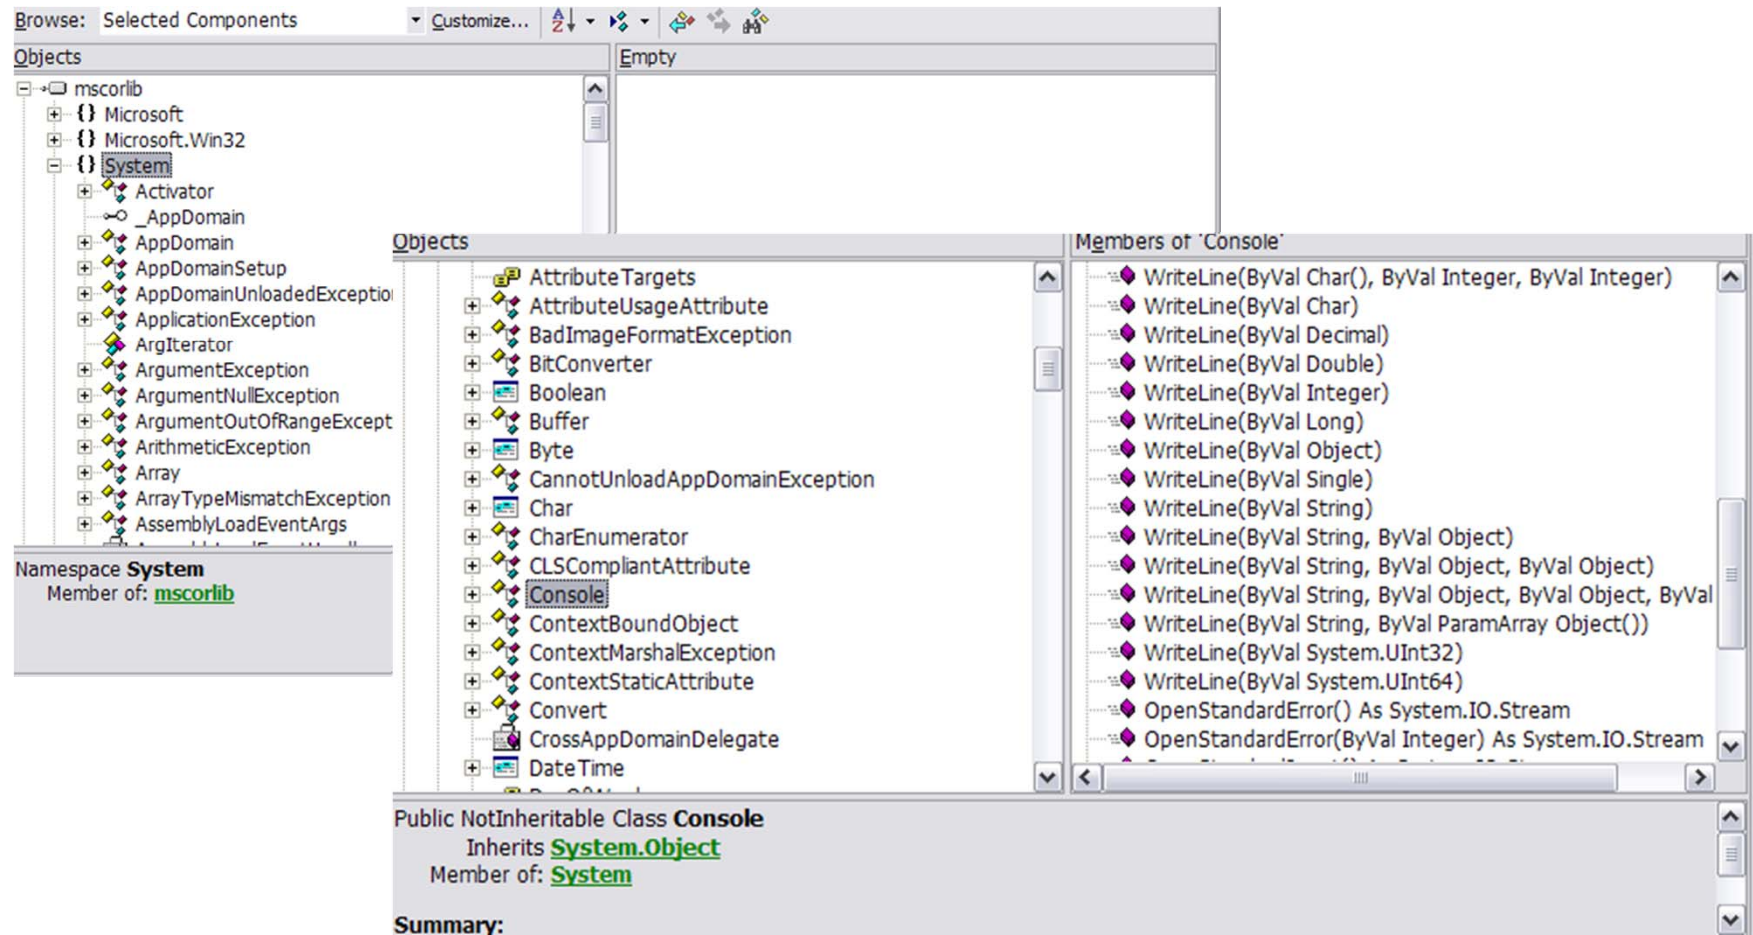 Browse: Selected Components Customize...
Objects
Empty
mscorlib
{} Microsoft
{} Microsoft.Win32
{} System
Activator
_AppDomain
AppDomain
AppDomainSetup
AppDomainUnloadedExceptio
ApplicationException
ArgIterator
ArgumentException
ArgumentNullException
ArgumentOutOfRangeExcept
ArithmeticException
Array
ArrayTypeMismatchException
AssemblyLoadEventArgs
Namespace System
Member of: mscorlib
Objects
AttributeTargets
AttributeUsageAttribute
BadImageFormatException
BitConverter
Boolean
Buffer
Byte
CannotUnloadAppDomainException
Char
CharEnumerator
CLSCompliantAttribute
Console
ContextBoundObject
ContextMarshalException
ContextStaticAttribute
Convert
CrossAppDomainDelegate
DateTime
Members of 'Console'
WriteLine(ByVal Char(), ByVal Integer, ByVal Integer)
WriteLine(ByVal Char)
WriteLine(ByVal Decimal)
WriteLine(ByVal Double)
WriteLine(ByVal Integer)
WriteLine(ByVal Long)
WriteLine(ByVal Object)
WriteLine(ByVal Single)
WriteLine(ByVal String)
WriteLine(ByVal String, ByVal Object)
WriteLine(ByVal String, ByVal Object, ByVal Object)
WriteLine(ByVal String, ByVal Object, ByVal Object, ByVal
WriteLine(ByVal String, ByVal ParamArray Object())
WriteLine(ByVal System.UInt32)
WriteLine(ByVal System.UInt64)
OpenStandardError() As System.IO.Stream
OpenStandardError(ByVal Integer) As System.IO.Stream
Public NotInheritable Class Console
Inherits System.Object
Member of: System
Summary: